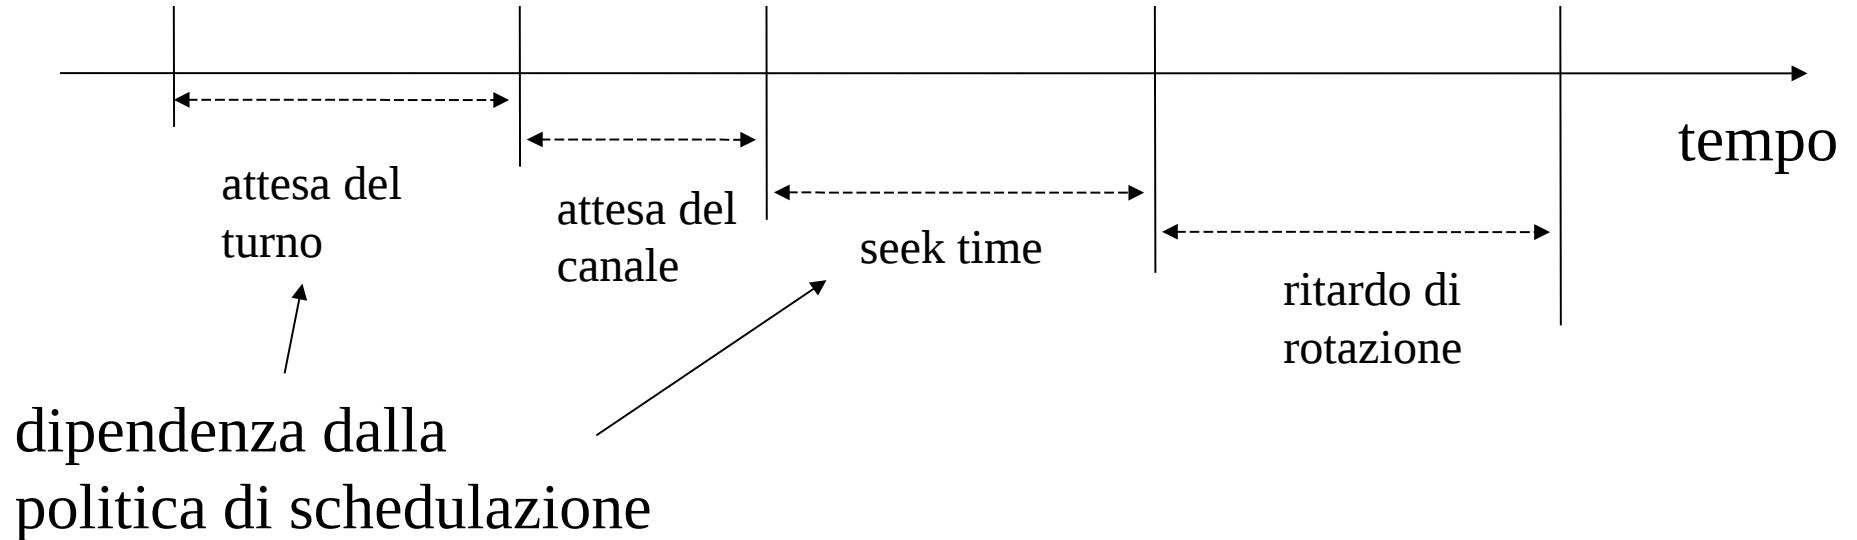 tempo
attesa del
turno
attesa del
canale
seek time
ritardo di
rotazione
dipendenza dalla
politica di schedulazione